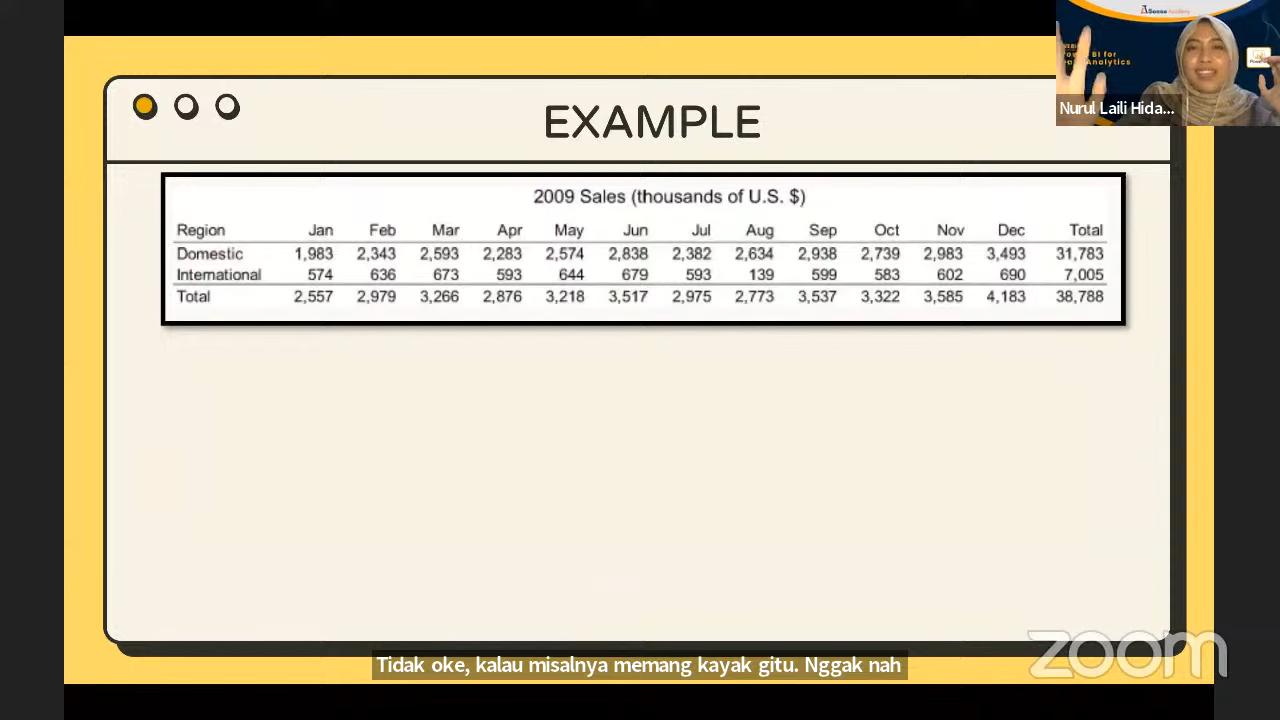 ASense Academy
BI for
Analytics
Nurul Laili Hida...
EXAMPLE
2009 Sales (thousands of U.S. $)
Region Jan Feb Mar Apr May Jun Jul Aug Sep Oct Nov Dec Total
Domestic 1,983 2,343 2,593 2,283 2,574 2,838 2,382 2,634 2,938 2,739 2,983 3,493 31,783
International 574 636 673 593 644 679 593 139 599 583 602 690 7,005
Total 2,557 2,979 3,266 2,876 3,218 3,517 2,975 2,773 3,537 3,322 3,585 4,183 38,788
zoom
Tidak oke, kalau misalnya memang kayak gitu. Nggak nah